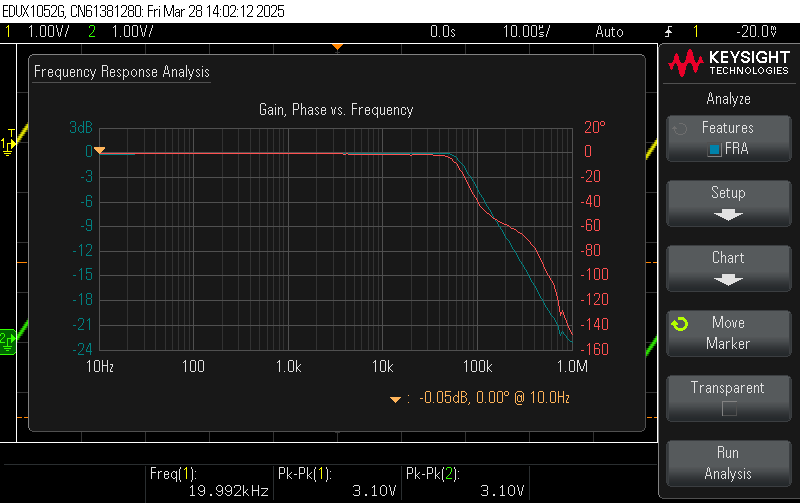 EDUX1052G, CN61381280: Fri Mar 28 14:02:12 2025
1 1.00V/ 2 1.00V/ 0.0s 10.00µs/ Auto 1 -20.0V
KEYSIGHT
TECHNOLOGIES
Analyze
Features
FRA
Setup
Chart
Move
Marker
Transparent
Run
Analysis
Frequency Response Analysis
Gain, Phase vs. Frequency
3dB 20°
0 0
-3 -20
-6 -40
-9 -60
-12 -80
-15 -100
-18 -120
-21 -140
-24 -160
10Hz 100 1.0k 10k 100k 1.0M
: -0.05dB, 0.00° @ 10.0Hz
T
1
2
Freq(1): Pk-Pk(1): Pk-Pk(2):
19.992kHz 3.10V 3.10V